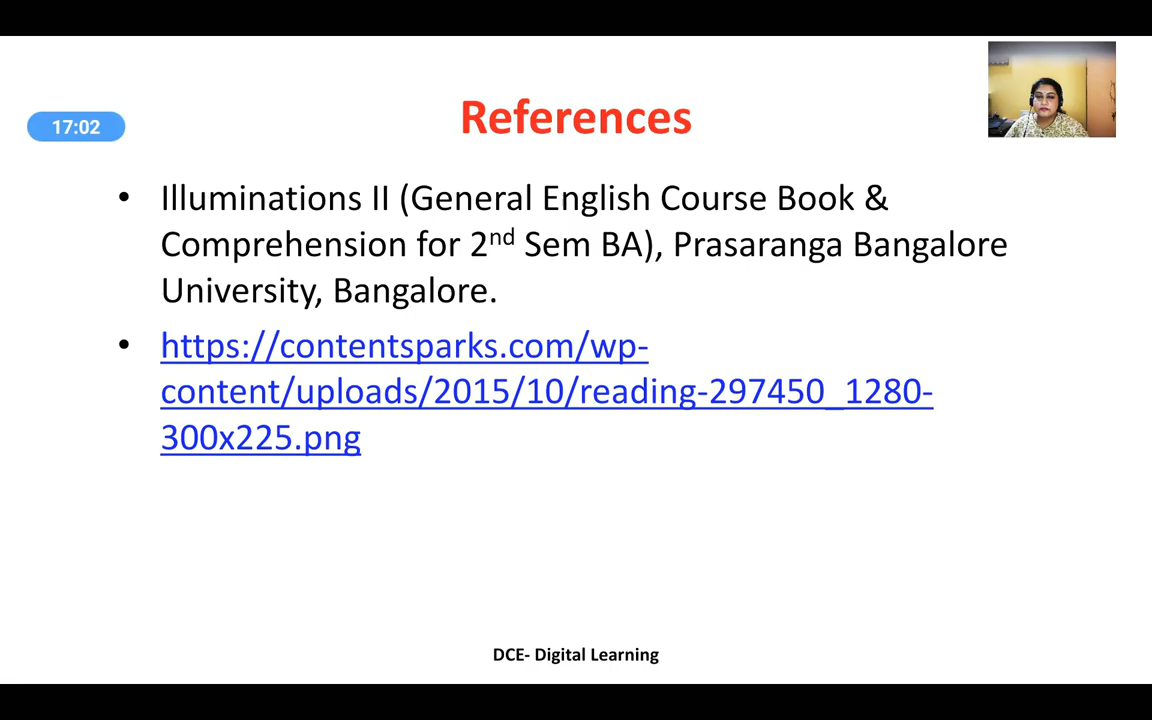 References
17:02
• Illuminations II (General English Course Book &
Comprehension for 2nd Sem BA), Prasaranga Bangalore
University, Bangalore.
• https://contentsparks.com/wp-
content/uploads/2015/10/reading-297450_1280-
300x225.png
DCE- Digital Learning